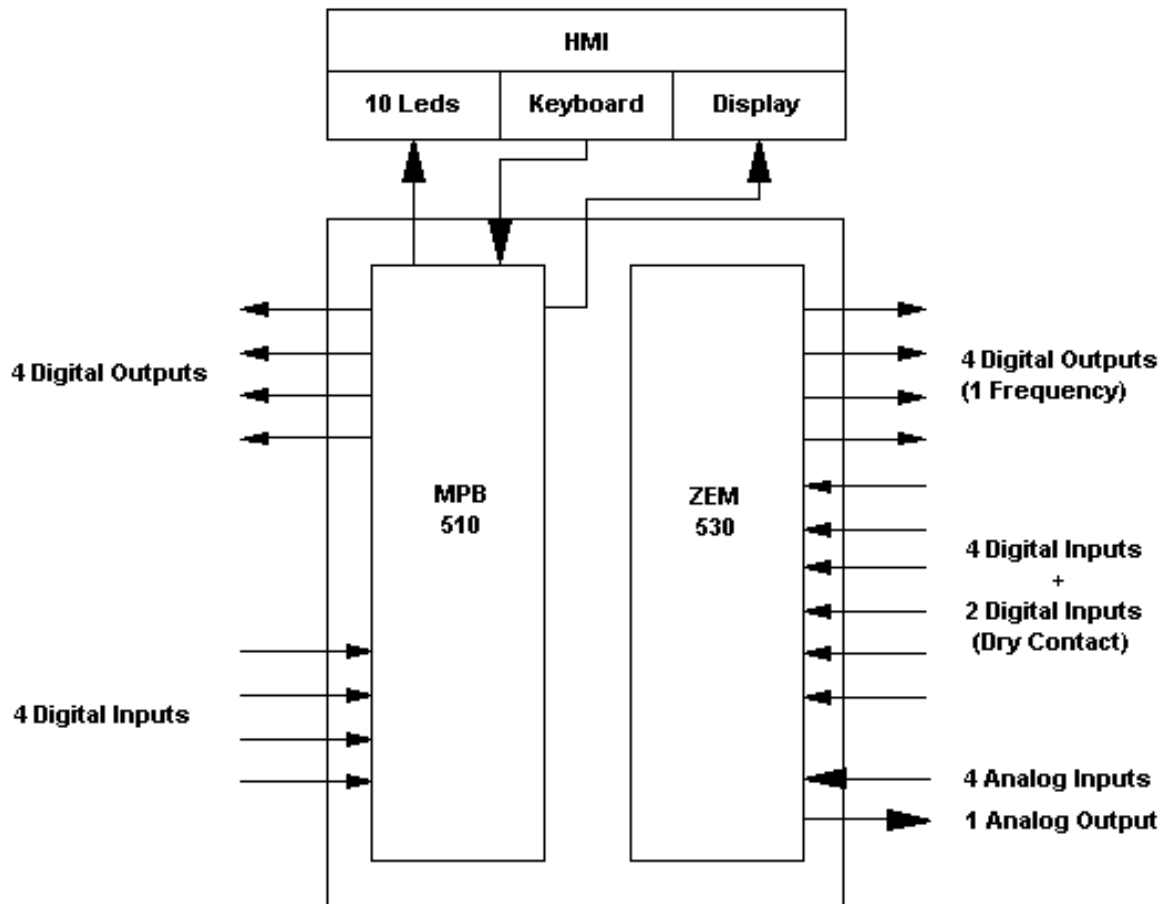 HMI
10 Leds
Keyboard
Display
4 Digital Outputs
MPB
510
4 Digital Inputs
ZEM
530
4 Digital Outputs
(1 Frequency)
4 Digital Inputs
+
2 Digital Inputs
(Dry Contact)
4 Analog Inputs
1 Analog Output